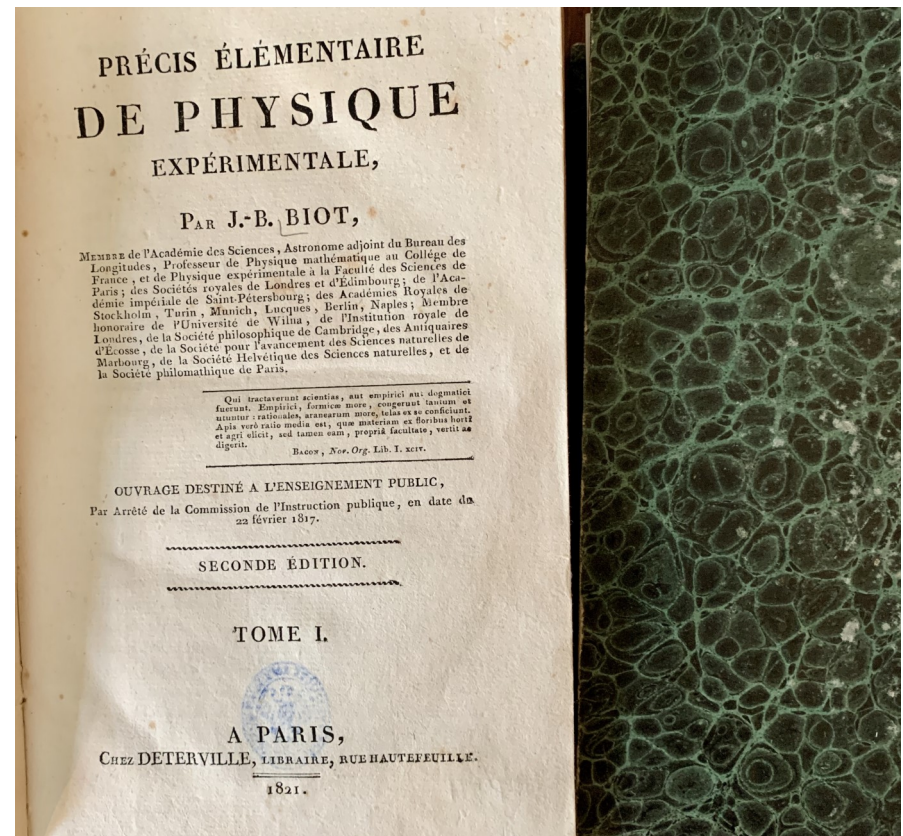 PRÉCIS ÉLÉMENTAIRE
DE PHYSIQUE
EXPÉRIMENTALE,
PAR J.-B. BIOT,
MEMBRE de l'Académie des Sciences, Astronome adjoint du Bureau des
Longitudes, Professeur de Physique mathématique au Collége de
France, et de Physique expérimentale à la Faculté des Sciences de
Paris; des Sociétés royales de Londres et d'Édimbourg; de l'Aca-
démie impériale de Saint-Pétersbourg; des Académies Royales de
Stockholm, Turin, Munich, Lucques, Berlin, Naples; Membre
honoraire de l'Université de Wilna, de l'Institution royale de
Londres, de la Société philosophique de Cambridge, des Antiquaires
d'Écosse, de la Société pour l'avancement des Sciences naturelles de
Marbourg, de la Société Helvétique des Sciences naturelles, et de
la Société philomathique de Paris.
Qui tractaverunt scientias, aut empirici aut dogmatici
fuerunt. Empirici, formicæ more, congerunt tantum et
utuntur: rationales, aranearum more, telas ex se conficiunt.
Apis verò ratio media est, quæ materiam ex floribus horti
et agri elicit, sed tamen eam, propriâ facultate, vertit ac
digerit.
BACON, Nov. Org. Lib. I. XCIV.
OUVRAGE DESTINÉ A L'ENSEIGNEMENT PUBLIC,
Par Arrêté de la Commission de l'Instruction publique, en date du
22 février 1817.
SECONDE ÉDITION.
TOME I.
A PARIS,
CHEZ DETERVILLE, LIBRAIRE, RUE HAUTEFEUILLE.
1821.